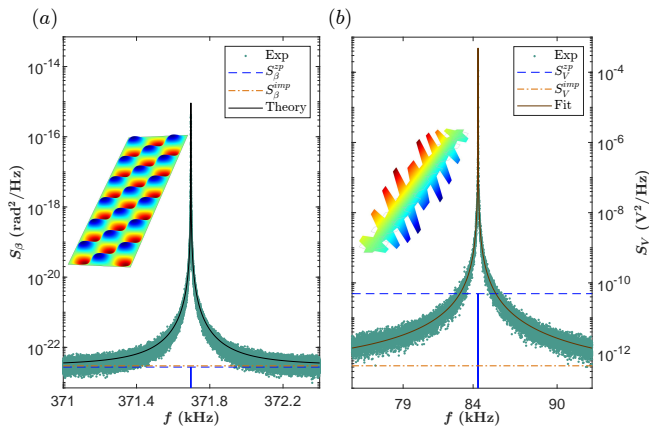 (a)
Exp
S_β^{zp}
S_β^{imp}
Theory
10^{-14}
10^{-16}
10^{-18}
10^{-20}
10^{-22}
S_β (rad²/Hz)
371
371.4
371.8
372.2
f (kHz)
(b)
Exp
S_V^{zp}
S_V^{imp}
Fit
10^{-4}
10^{-6}
10^{-8}
10^{-10}
10^{-12}
S_V (V²/Hz)
79
84
90
f (kHz)